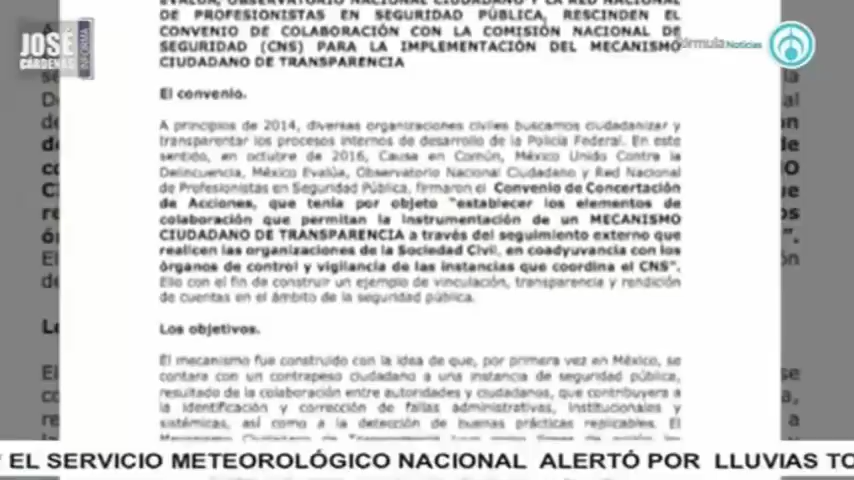 JOSÉ
CÁRDENAS
INFORMA
fórmula Noticias
EVALÚA, OBSERVATORIO NACIONAL CIUDADANO Y LA RED NACIONAL
DE PROFESIONISTAS EN SEGURIDAD PÚBLICA, RESCINDEN EL
CONVENIO DE COLABORACIÓN CON LA COMISIÓN NACIONAL DE
SEGURIDAD (CNS) PARA LA IMPLEMENTACIÓN DEL MECANISMO
CIUDADANO DE TRANSPARENCIA
El convenio.
A principios de 2014, diversas organizaciones civiles buscamos ciudadanizar y
transparentar los procesos internos de desarrollo de la Policía Federal. En este
sentido, en octubre de 2016, Causa en Común, México Unido Contra la
Delincuencia, México Evalúa, Observatorio Nacional Ciudadano y Red Nacional
de Profesionistas en Seguridad Pública, firmaron el Convenio de Concertación
de Acciones, que tenía por objeto "establecer los elementos de
colaboración que permitan la instrumentación de un MECANISMO
CIUDADANO DE TRANSPARENCIA a través del seguimiento externo que
realicen las organizaciones de la Sociedad Civil, en coadyuvancia con los
órganos de control y vigilancia de las instancias que coordina el CNS".
Ello con el fin de construir un ejemplo de vinculación, transparencia y rendición
de cuentas en el ámbito de la seguridad pública.
Los objetivos.
El mecanismo fue construido con la idea de que, por primera vez en México, se
contara con un contrapeso ciudadano a una instancia de seguridad pública,
resultado de la colaboración entre autoridades y ciudadanos, que contribuyera a
la identificación y corrección de fallas administrativas, institucionales y
sistémicas, así como a la detección de buenas prácticas replicables. El
EL SERVICIO METEOROLÓGICO NACIONAL ALERTÓ POR LLUVIAS TO